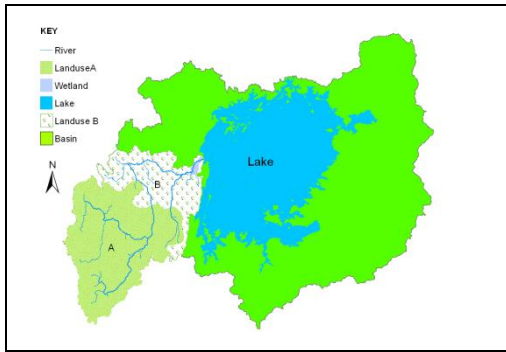 KEY
River
LanduseA
Wetland
Lake
Landuse B
Basin
N
Lake
B
A